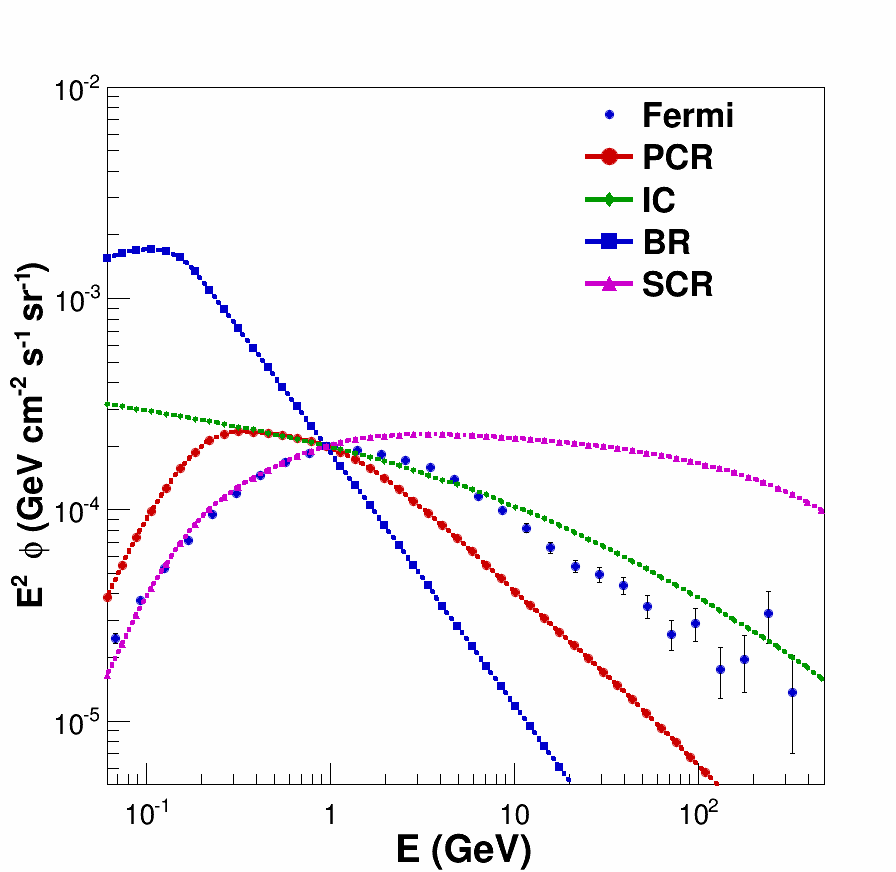 10^-2
Fermi
PCR
IC
BR
SCR
10^-3
10^-4
10^-5
E^2 ϕ (GeV cm^-2 s^-1 sr^-1)
10^-1
1
10
10^2
E (GeV)